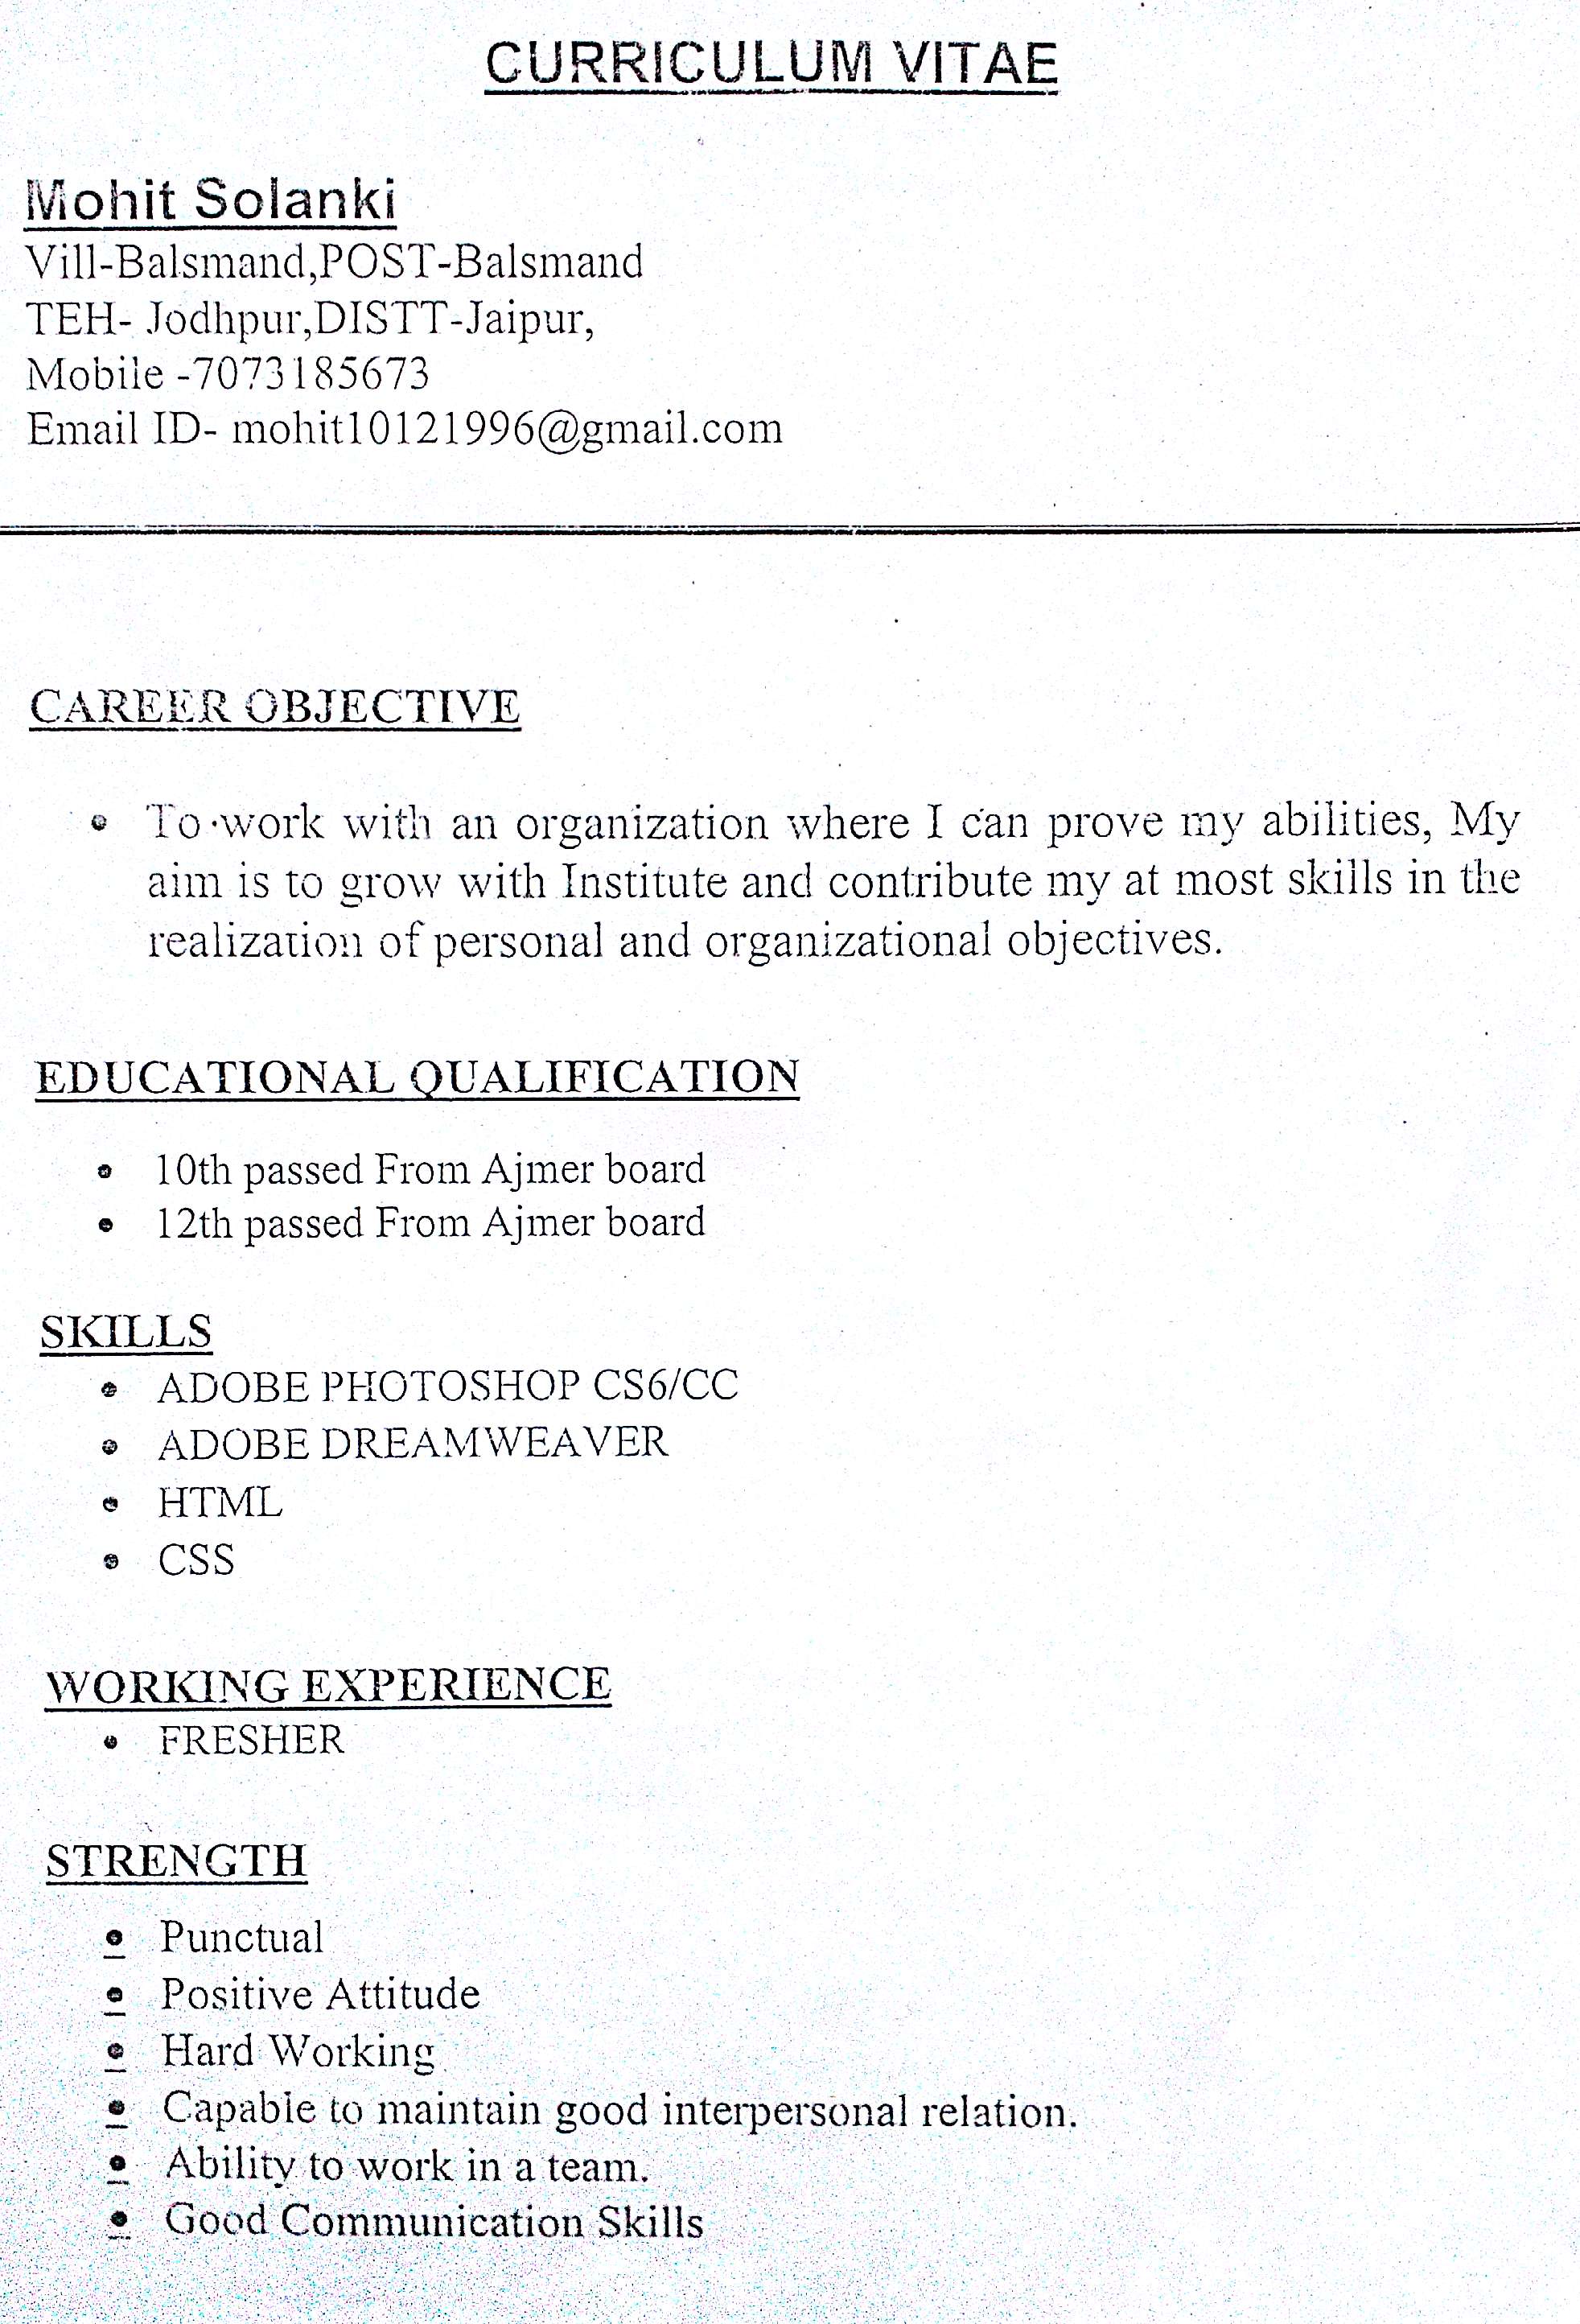 CURRICULUM VITAE
Mohit Solanki
Vill-Balsmand,POST-Balsmand
TEH- Jodhpur,DISTT-Jaipur,
Mobile -7073185673
Email ID- mohit10121996@gmail.com
CAREER OBJECTIVE
• To work with an organization where I can prove my abilities, My
aim is to grow with Institute and contribute my at most skills in the
realization of personal and organizational objectives.
EDUCATIONAL QUALIFICATION
• 10th passed From Ajmer board
• 12th passed From Ajmer board
SKILLS
• ADOBE PHOTOSHOP CS6/CC
• ADOBE DREAMWEAVER
• HTML
• CSS
WORKING EXPERIENCE
• FRESHER
STRENGTH
• Punctual
• Positive Attitude
• Hard Working
• Capable to maintain good interpersonal relation.
• Ability to work in a team.
• Good Communication Skills